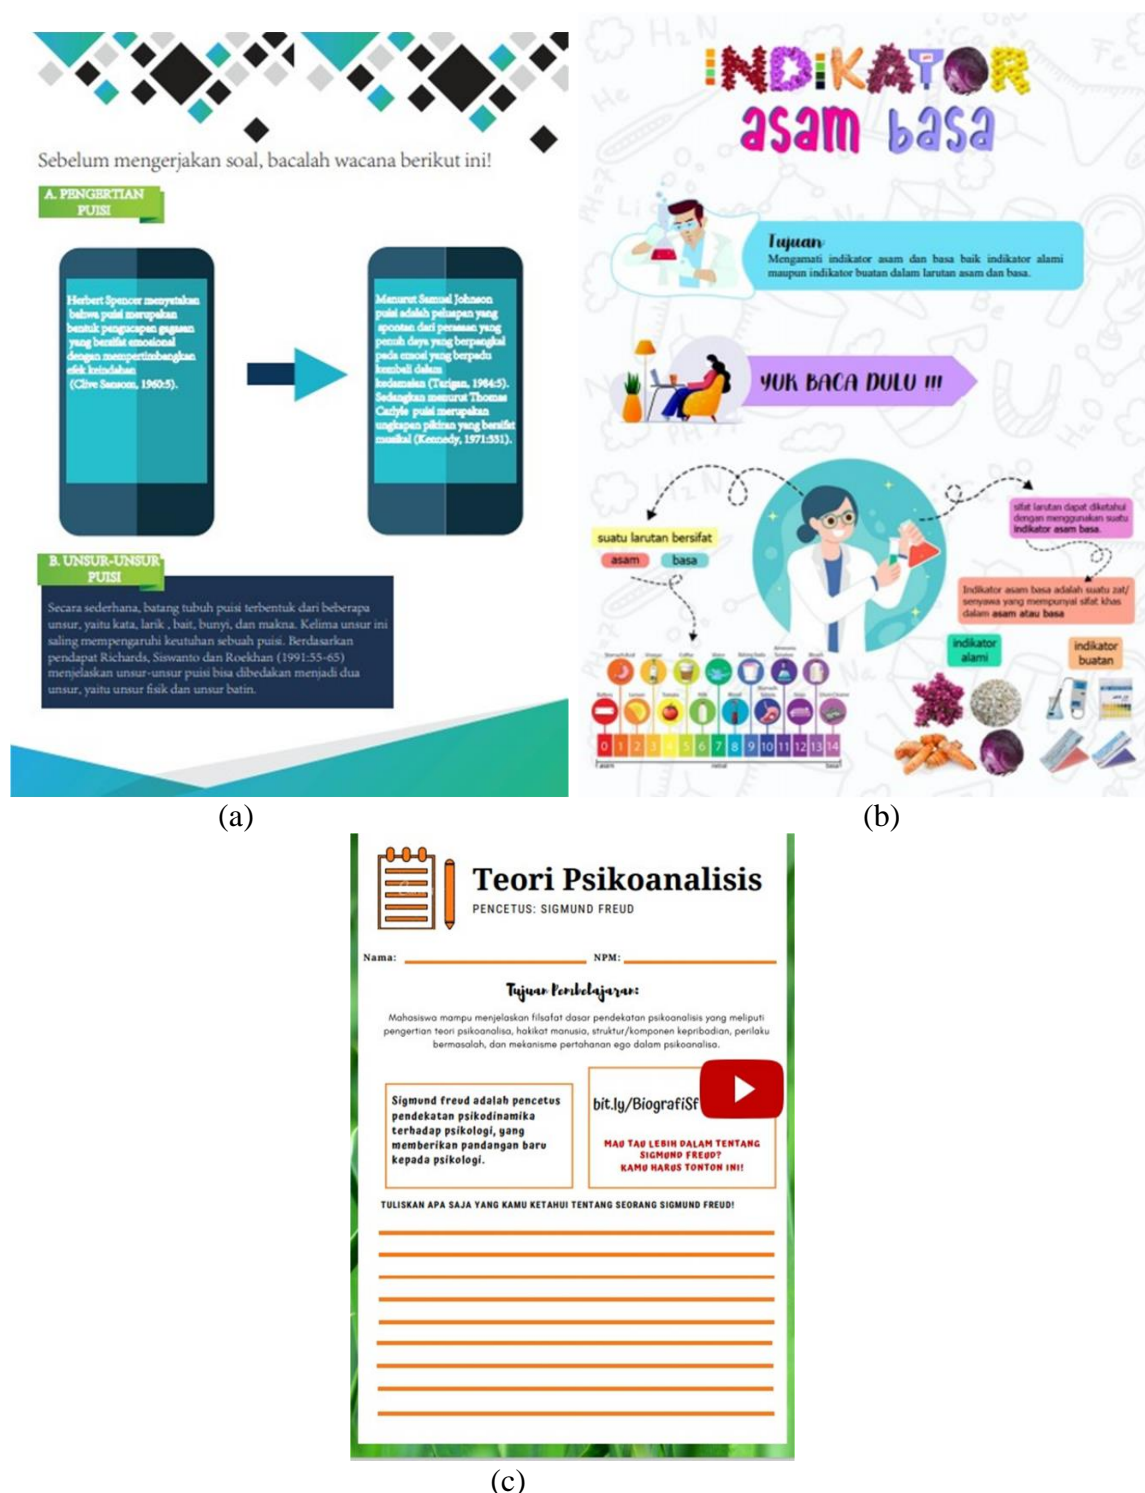 Sebelum mengerjakan soal, bacalah wacana berikut ini!
A. PENGERTIAN
PUISI
Herbert Spencer menyatakan
bahwa puisi merupakan
bentuk pengucapan gagasan
yang bersifat emosional
dengan mempertimbangkan
efek keindahan
(Clive Sansom, 1960:5).
Manurut Samual Johnson
puisi adalah peluapan yang
spontan dari perasaan yang
penuh daya yang berpangkal
pada emosi yang berpadu
kembali dalam
kedamaian (Tarigan, 1984:5).
Sedangkan menurut Thomas
Carlyle puisi merupakan
ungkapan pikiran yang bersifat
musikal (Kennedy, 1971:331).
B. UNSUR-UNSUR
PUISI
Secara sederhana, batang tubuh puisi terbentuk dari beberapa
unsur, yaitu kata, larik , bait, bunyi, dan makna. Kelima unsur ini
saling mempengaruhi keutuhan sebuah puisi. Berdasarkan
pendapat Richards, Siswanto dan Roekhan (1991:55-65)
menjelaskan unsur-unsur puisi bisa dibedakan menjadi dua
unsur, yaitu unsur fisik dan unsur batin.
(a)
INDIKATOR
asam basa
Tujuan
Mengamati indikator asam dan basa baik indikator alami
maupun indikator buatan dalam larutan asam dan basa.
YUK BACA DULU !!!
suatu larutan bersifat
asam basa
sifat larutan dapat diketahui
dengan menggunakan suatu
indikator asam basa.
Indikator asam basa adalah suatu zat/
senyawa yang mempunyai sifat khas
dalam asam atau basa
indikator
alami
indikator
buatan
0 1 2 3 4 5 6 7 8 9 10 11 12 13 14
asam netral basa
(b)
Teori Psikoanalisis
PENCETUS: SIGMUND FREUD
Nama: NPM:
Tujuan Pembelajaran:
Mahasiswa mampu menjelaskan filsafat dasar pendekatan psikoanalisis yang meliputi
pengertian teori psikoanalisa, hakikat manusia, struktur/komponen kepribadian, perilaku
bermasalah, dan mekanisme pertahanan ego dalam psikoanalisa.
Sigmund freud adalah pencetus
pendekatan psikodinamika
terhadap psikologi, yang
memberikan pandangan baru
kepada psikologi.
bit.ly/BiografiSf
MAU TAU LEBIH DALAM TENTANG
SIGMUND FREUD?
KAMU HARUS TONTON INI!
TULISKAN APA SAJA YANG KAMU KETAHUI TENTANG SEORANG SIGMUND FREUD!
(c)